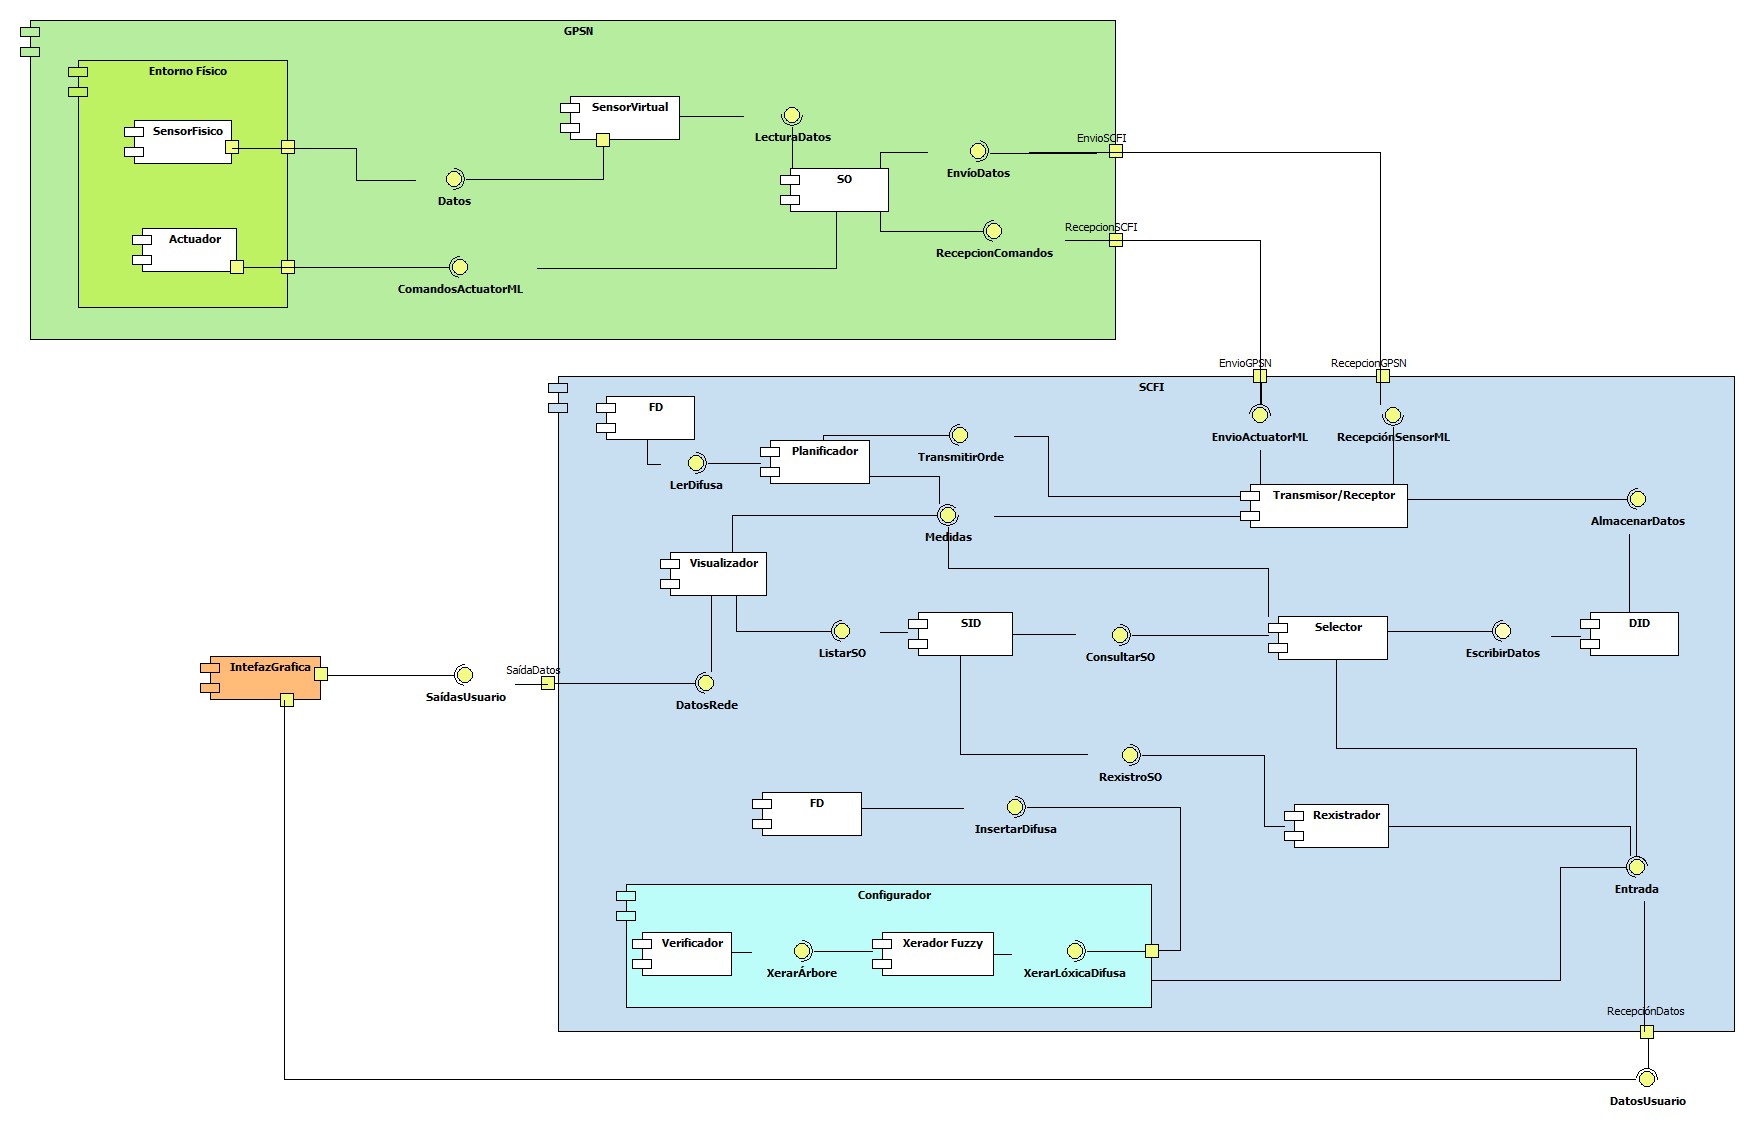 GPSN
Entorno Físico
SensorFisico
SensorVirtual
LecturaDatos
EnvioSCFI
Datos
SO
EnvíoDatos
RecepcionSCFI
Actuador
RecepcionComandos
ComandosActuatorML
EnvioGPSN
RecepcionGPSN
SCFI
FD
EnvioActuatorML
RecepciónSensorML
Planificador
TransmitirOrde
LerDifusa
Transmisor/Receptor
AlmacenarDatos
Medidas
Visualizador
SID
Selector
DID
ListarSO
ConsultarSO
EscribirDatos
IntefazGrafica
SaídaDatos
SaídasUsuario
DatosRede
RexistroSO
FD
InsertarDifusa
Rexistrador
Entrada
Configurador
Verificador
Xerador Fuzzy
XerarÁrbore
XerarLóxicaDifusa
RecepciónDatos
DatosUsuario